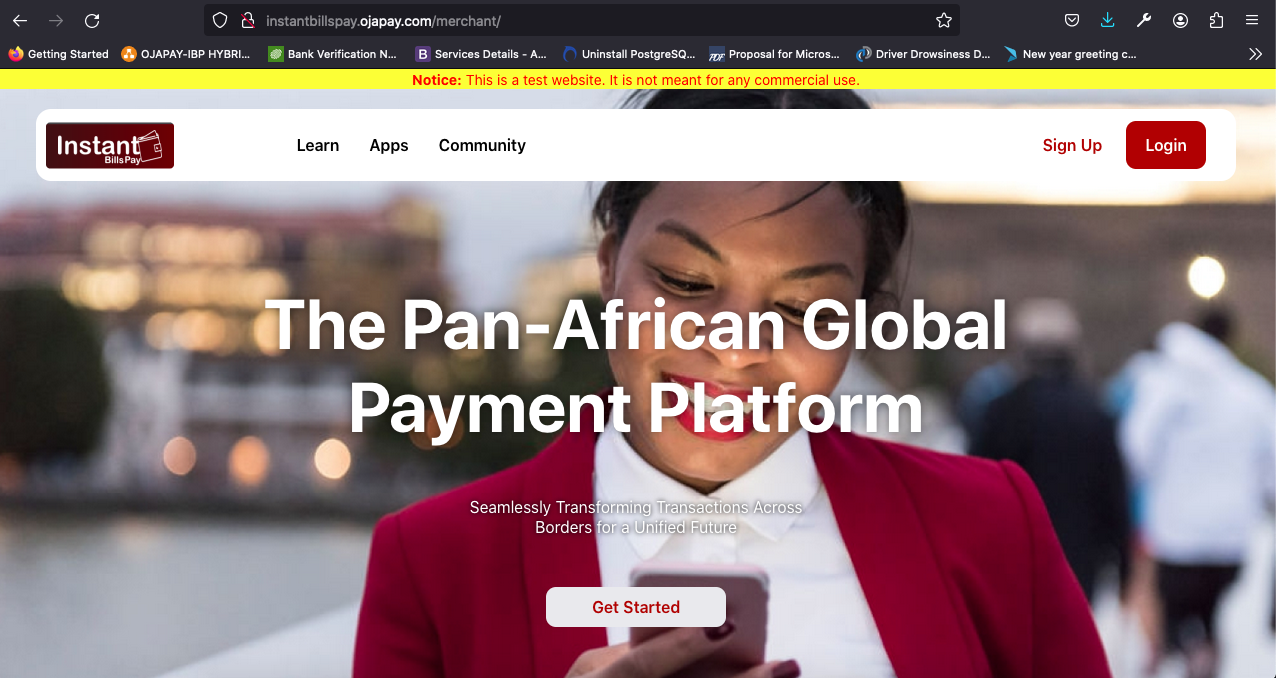 instantbillspay.ojapay.com/merchant/
Getting Started OJAPAY-IBP HYBRI... Bank Verification N... B Services Details - A... Uninstall PostgreSQ... TDF Proposal for Micros... Driver Drowsiness D... New year greeting c...
Notice: This is a test website. It is not meant for any commercial use.
Instant
BillsPay
Learn Apps Community Sign Up Login
The Pan-African Global
Payment Platform
Seamlessly Transforming Transactions Across
Borders for a Unified Future
Get Started